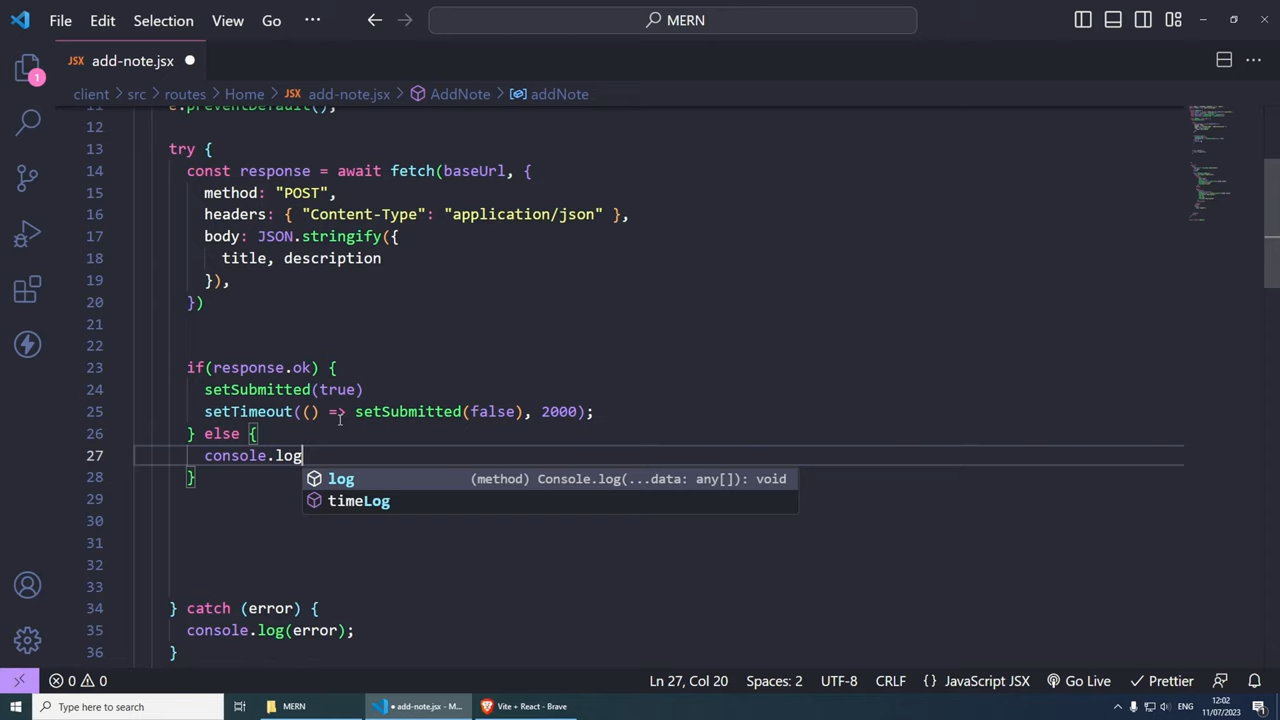 File Edit Selection View Go ··· MERN
JSX add-note.jsx
1
client > src > routes > Home > JSX add-note.jsx > AddNote > addNote
11 e.preventDefault();
12
13 try {
14 const response = await fetch(baseUrl, {
15 method: "POST",
16 headers: { "Content-Type": "application/json" },
17 body: JSON.stringify({
18 title, description
19 }),
20 })
21
22
23 if(response.ok) {
24 setSubmitted(true)
25 setTimeout(() => setSubmitted(false), 2000);
26 } else {
27 console.log
log (method) Console.log(...data: any[]): void
28 }
timeLog
29
30
31
32
33
34 } catch (error) {
35 console.log(error);
36 }
0 0 Ln 27, Col 20 Spaces: 2 UTF-8 CRLF {} JavaScript JSX Go Live Prettier
Type here to search MERN • add-note.jsx - M... Vite + React - Brave ENG 12:02 11/07/2023 1